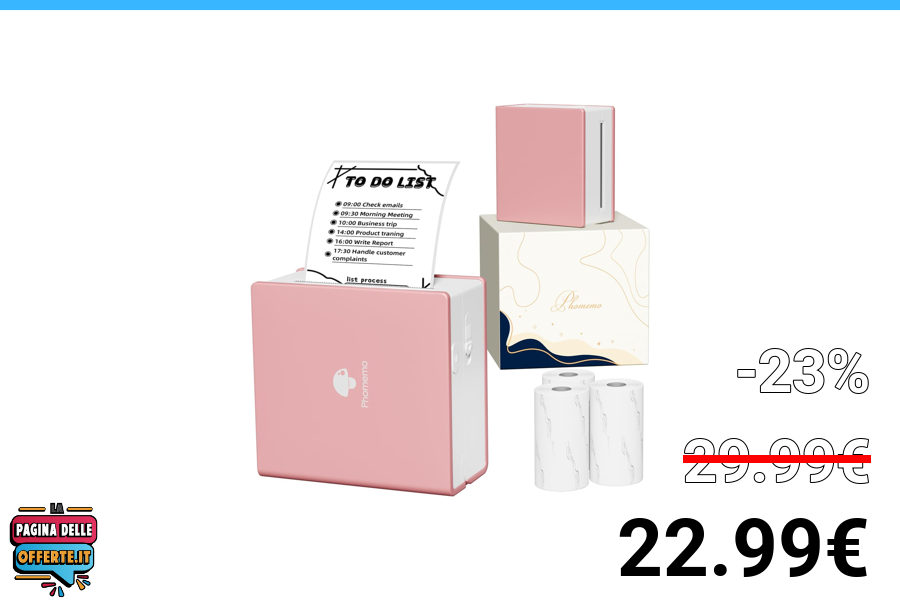 TO DO LIST
09:00 Check emails
09:30 Morning Meeting
10:00 Business trip
14:00 Product traning
16:00 Write Report
17:30 Handle customer
complaints
list process
Phomemo
Phomemo
-23%
29.99€
22.99€
LA
PAGINA DELLE
OFFERTE.IT